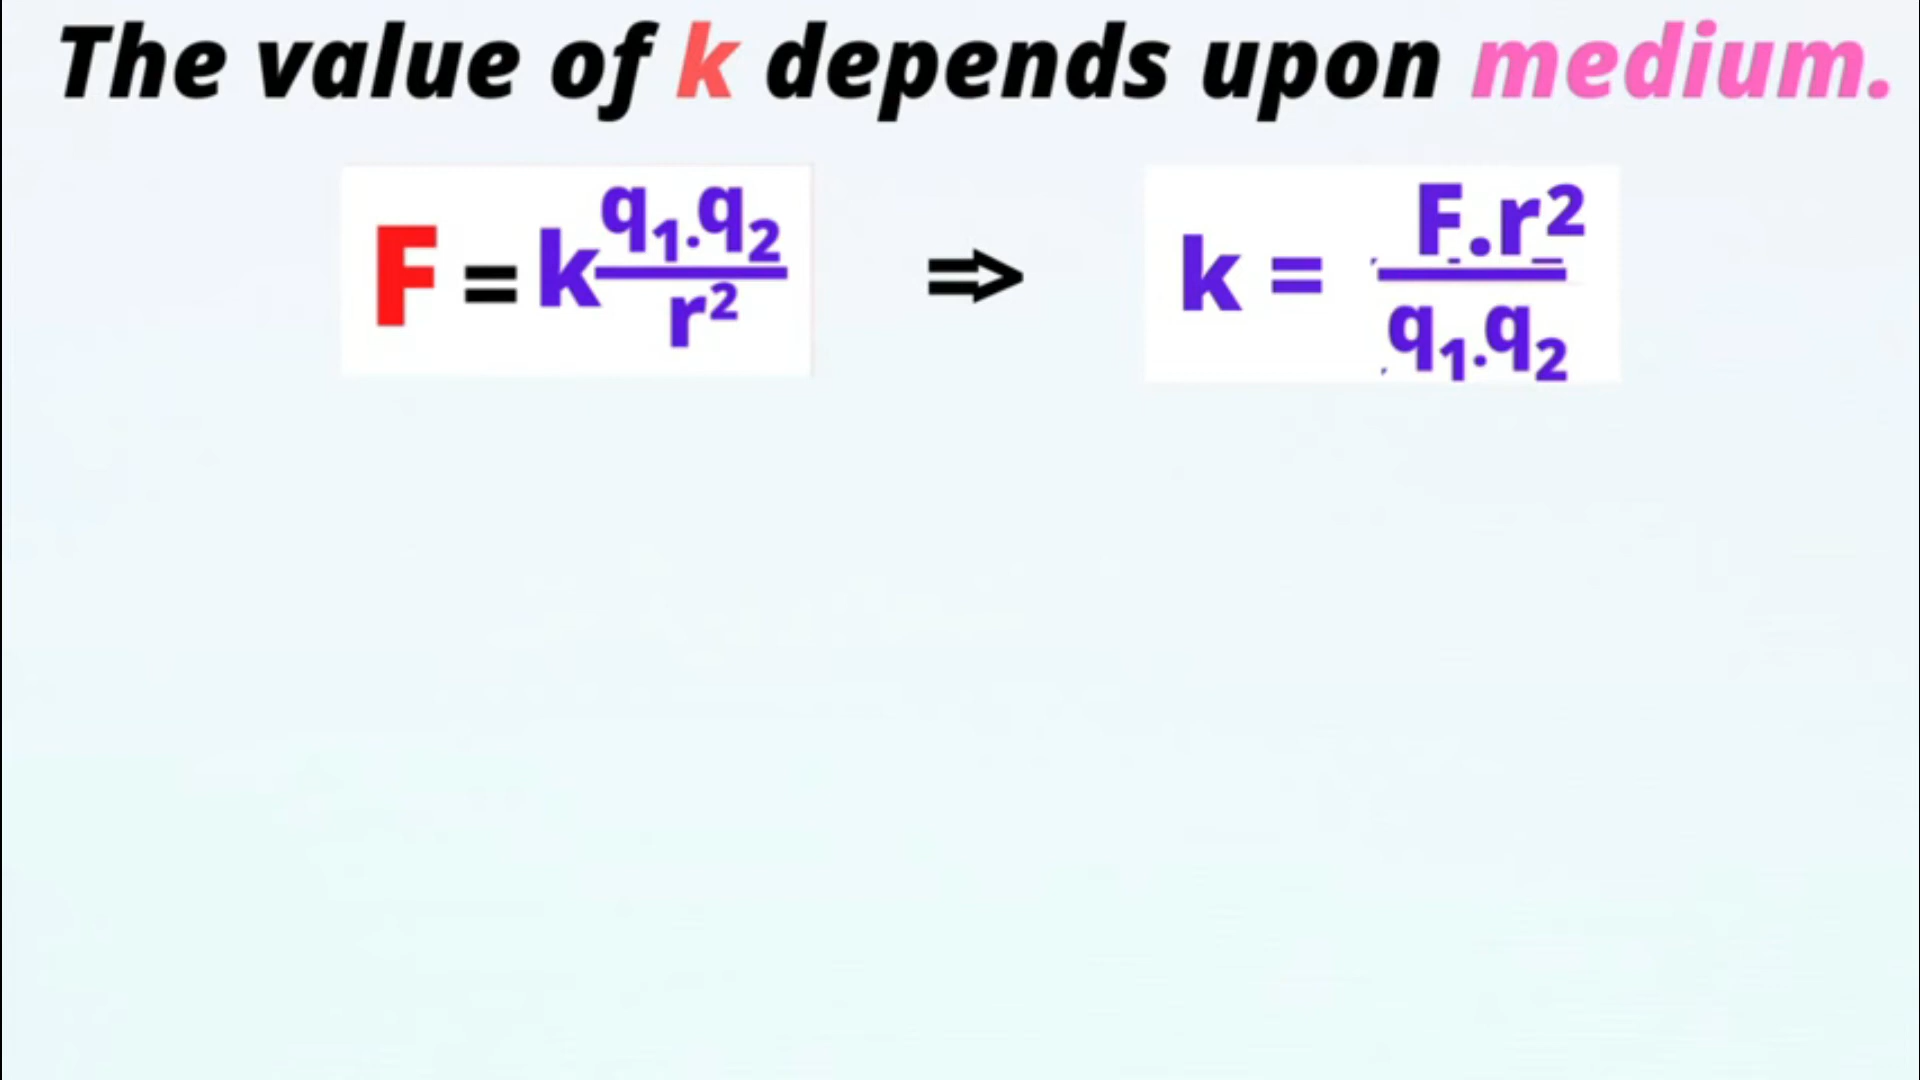 The value of k depends upon medium.
F = k q₁.q₂ / r² ⇒ k = F.r² / q₁.q₂